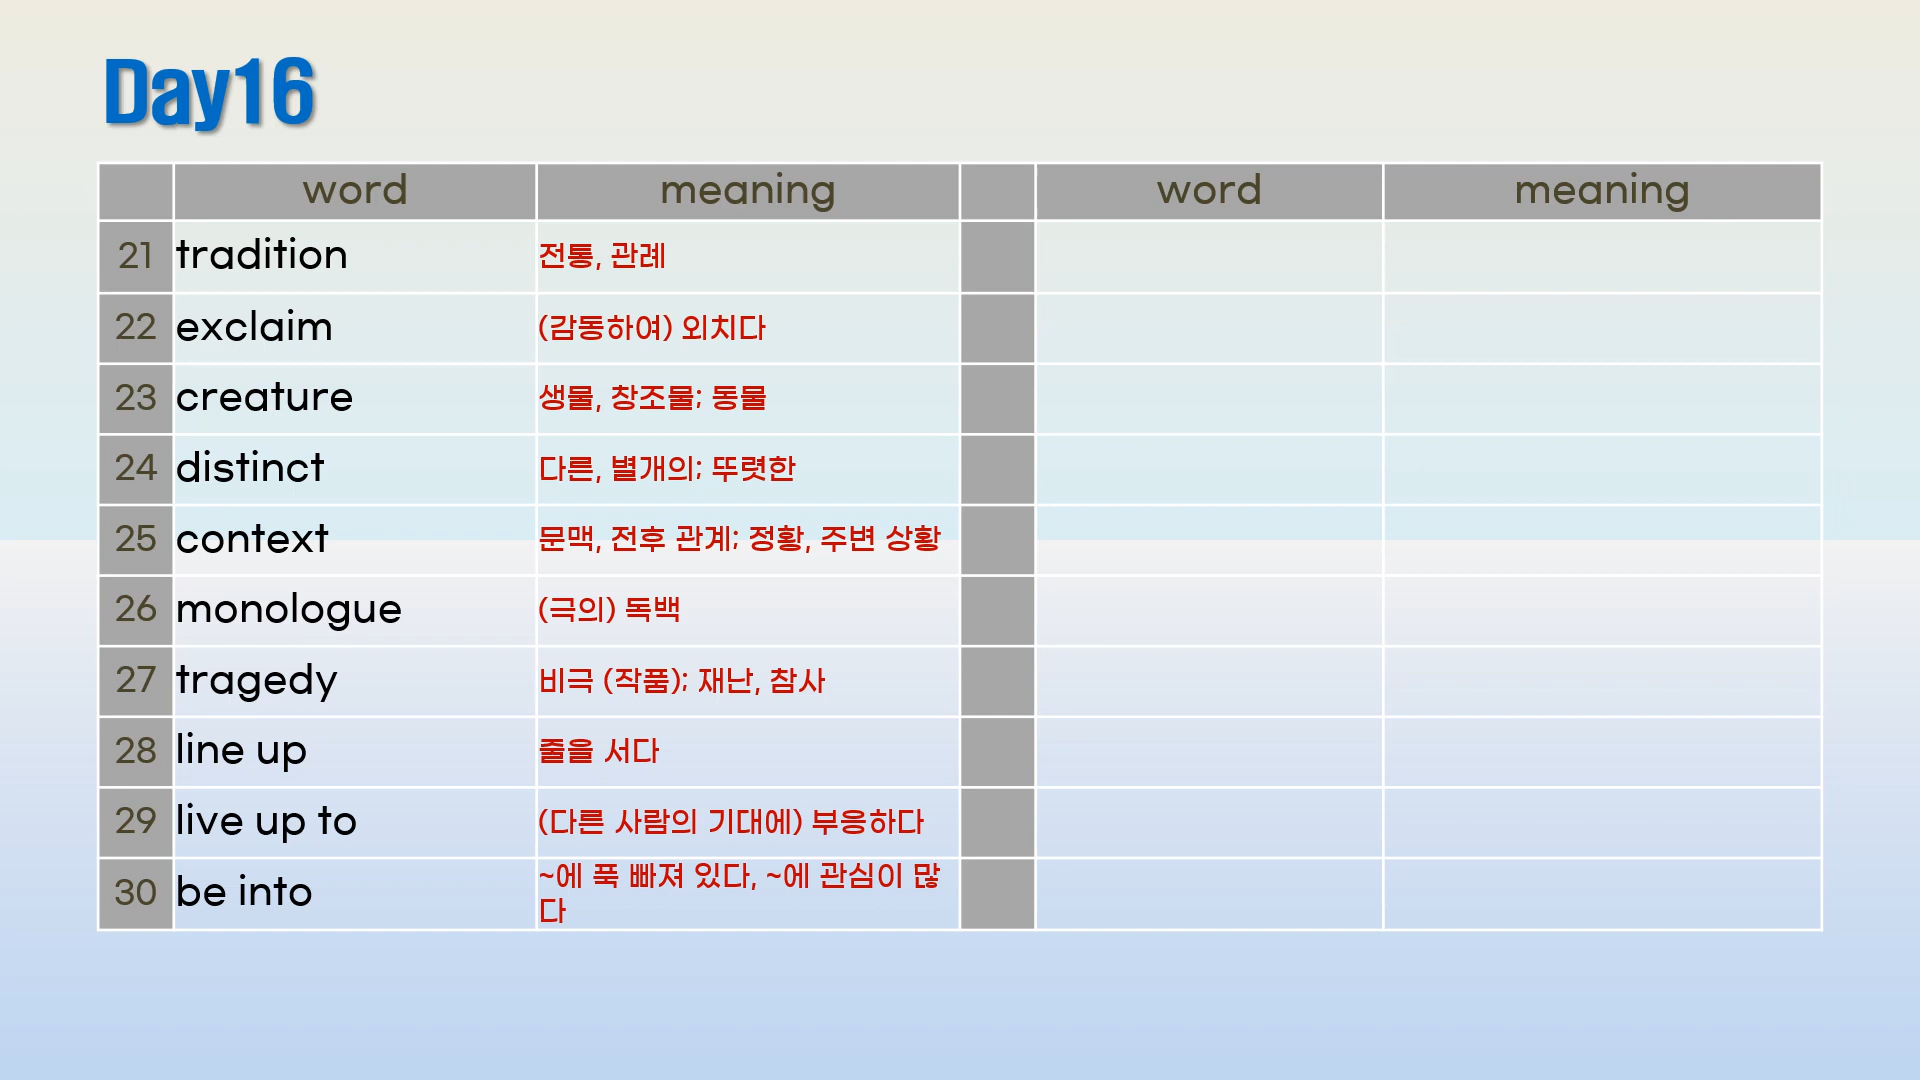 Day16
word meaning word meaning
21 tradition 전통, 관례
22 exclaim (감동하여) 외치다
23 creature 생물, 창조물; 동물
24 distinct 다른, 별개의; 뚜렷한
25 context 문맥, 전후 관계; 정황, 주변 상황
26 monologue (극의) 독백
27 tragedy 비극 (작품); 재난, 참사
28 line up 줄을 서다
29 live up to (다른 사람의 기대에) 부응하다
30 be into ~에 푹 빠져 있다, ~에 관심이 많
다